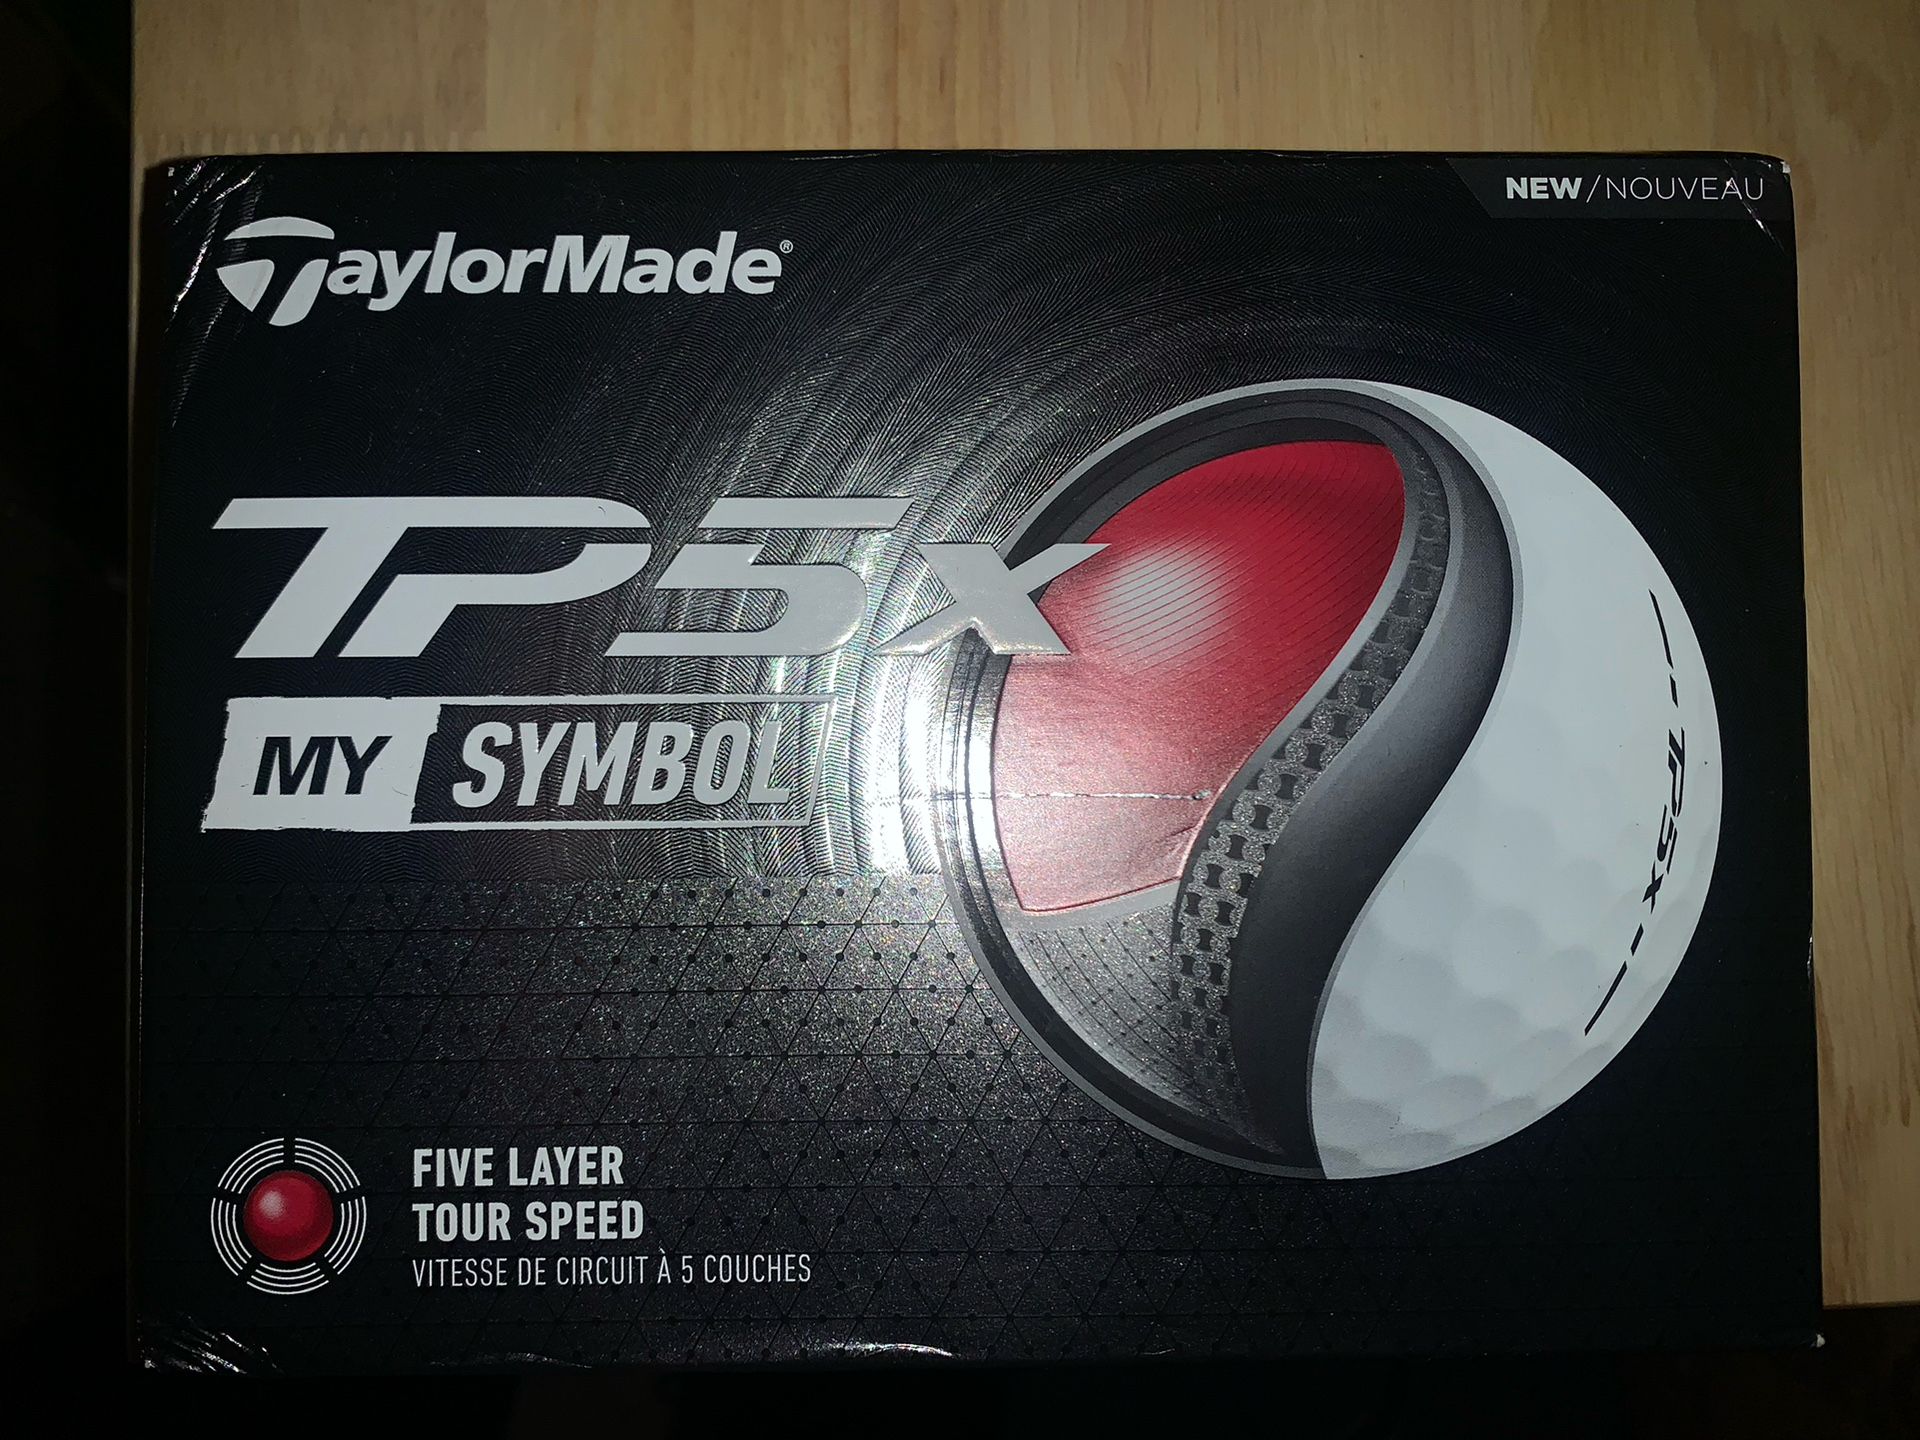 NEW/NOUVEAU
TaylorMade®
TP5x
MY SYMBOL
TP5x
FIVE LAYER
TOUR SPEED
VITESSE DE CIRCUIT À 5 COUCHES